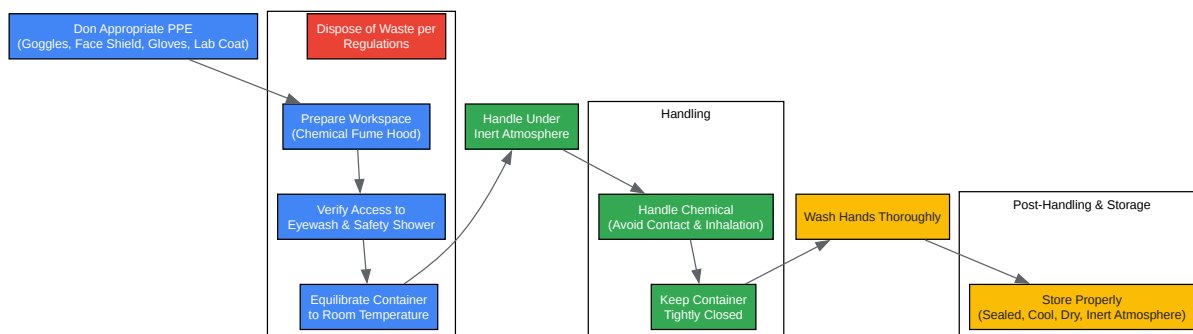 Don Appropriate PPE
(Goggles, Face Shield, Gloves, Lab Coat)
Dispose of Waste per
Regulations
Prepare Workspace
(Chemical Fume Hood)
Verify Access to
Eyewash & Safety Shower
Equilibrate Container
to Room Temperature
Handle Under
Inert Atmosphere
Handling
Handle Chemical
(Avoid Contact & Inhalation)
Keep Container
Tightly Closed
Wash Hands Thoroughly
Post-Handling & Storage
Store Properly
(Sealed, Cool, Dry, Inert Atmosphere)